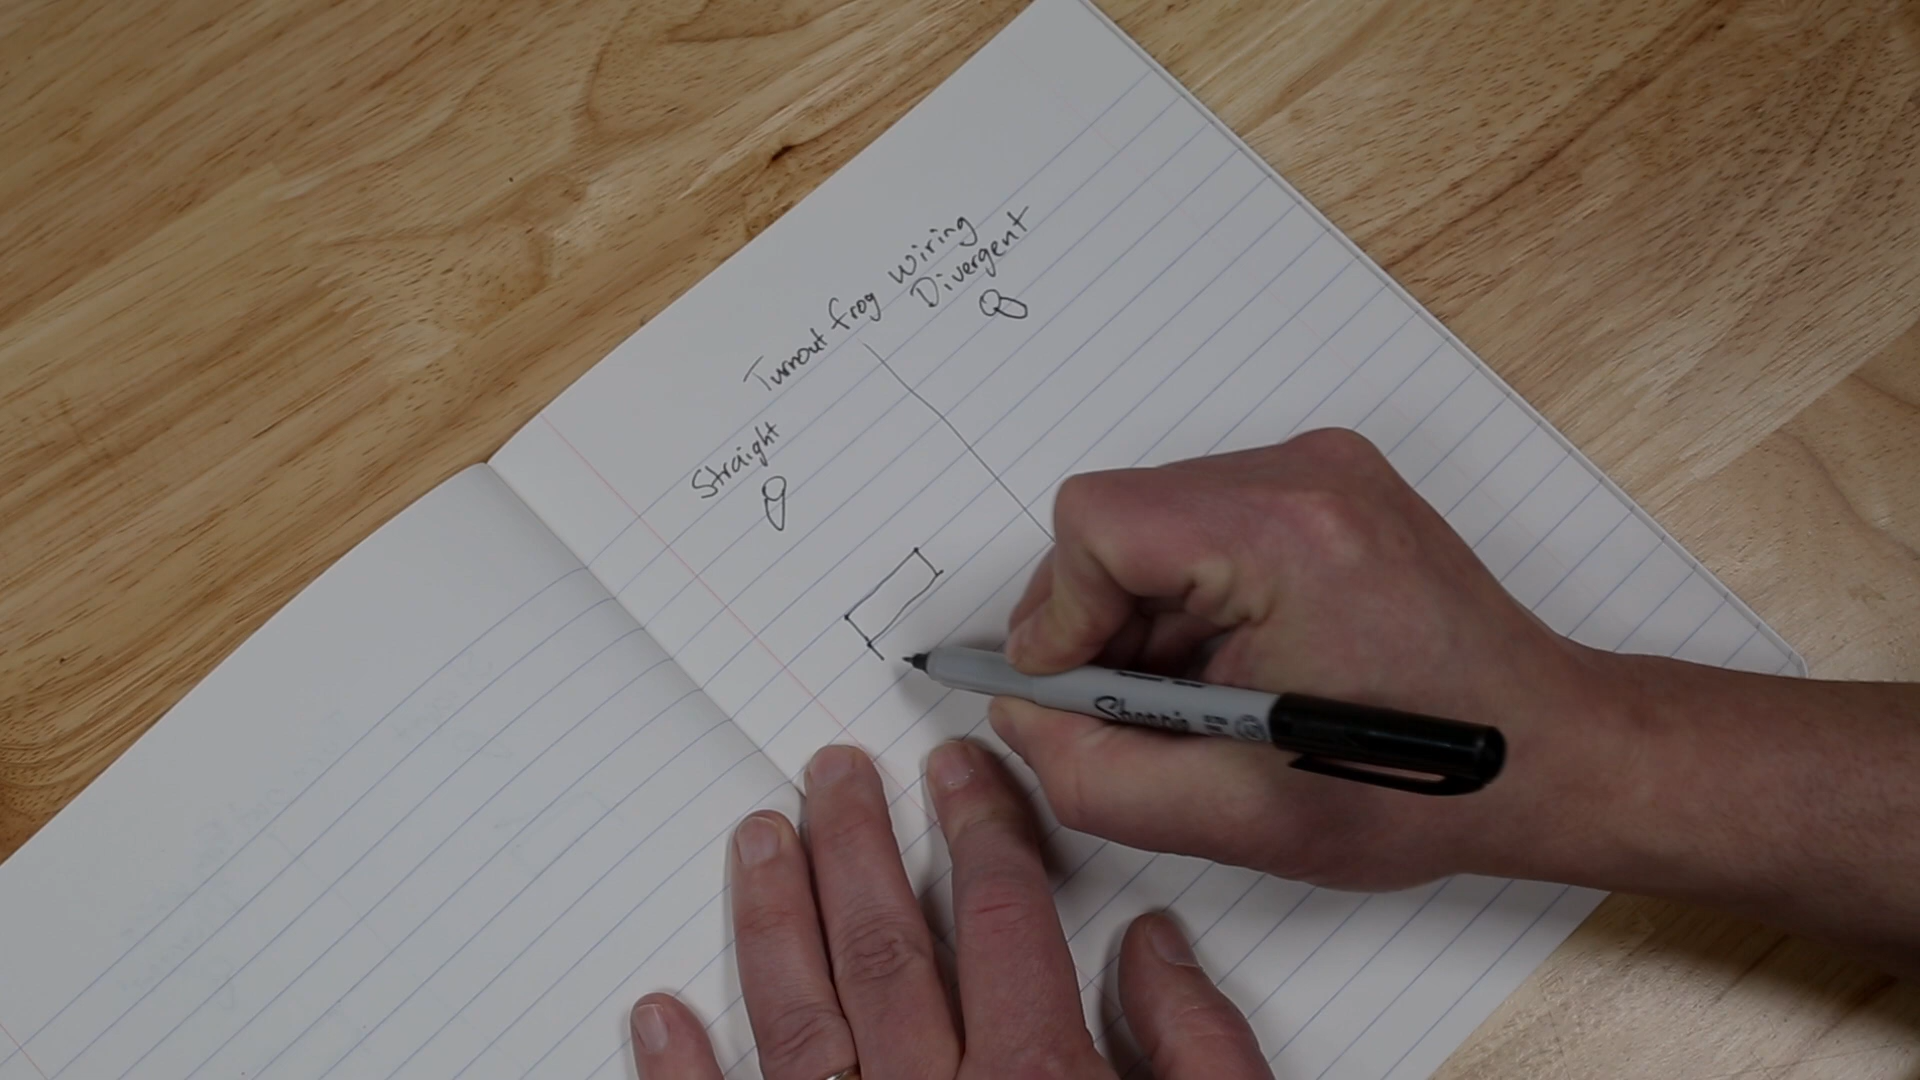 Turnout frog Wiring
Straight
Divergent
Sharpie